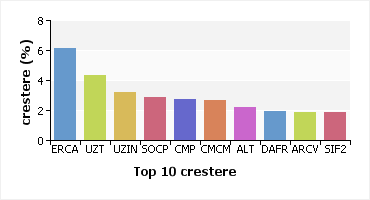 crestere (%)
8
6
4
2
0
ERCA UZT UZIN SOCP CMP CMCM ALT DAFR ARCV SIF2
Top 10 crestere